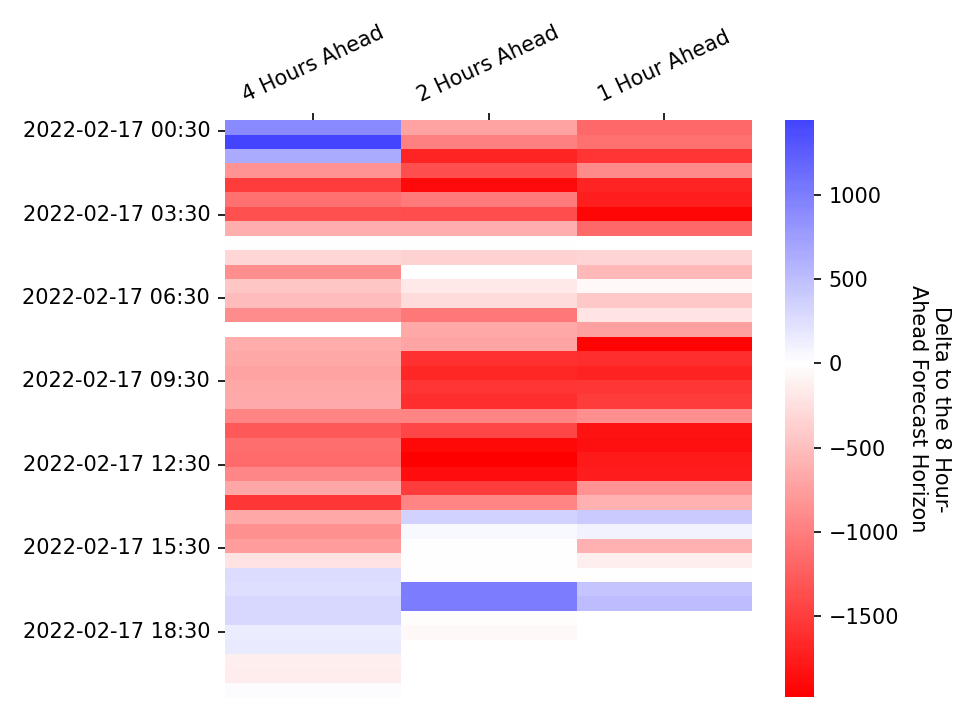 4 Hours Ahead
2 Hours Ahead
1 Hour Ahead
2022-02-17 00:30
2022-02-17 03:30
2022-02-17 06:30
2022-02-17 09:30
2022-02-17 12:30
2022-02-17 15:30
2022-02-17 18:30
1000
500
0
−500
−1000
−1500
Delta to the 8 Hour-
Ahead Forecast Horizon